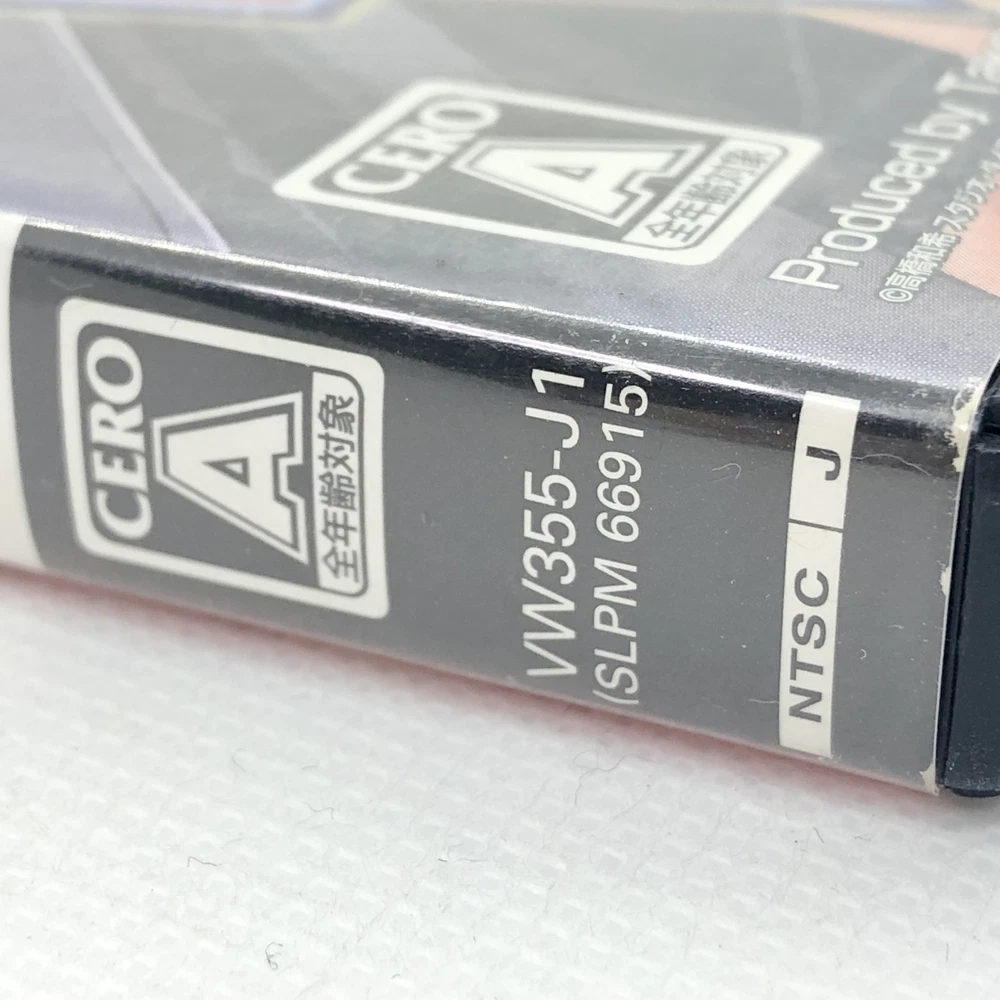 CERO
A
全年齢対象
Produced by Ta
©高橋和希 スタジオ・
CERO
A
全年齢対象
VW355-J1
(SLPM 66915)
NTSC J